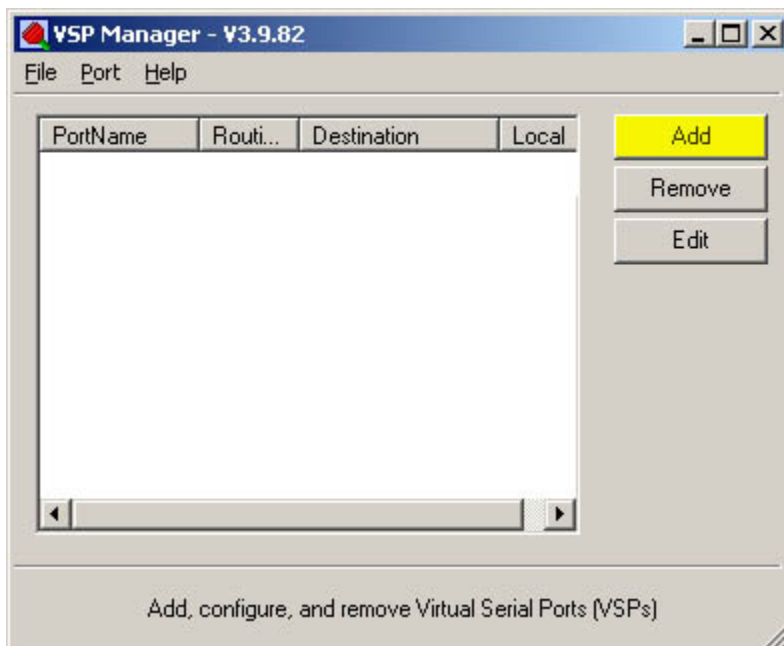 VSP Manager - V3.9.82
File Port Help
PortName Routi... Destination Local
Add
Remove
Edit
Add, configure, and remove Virtual Serial Ports (VSPs)